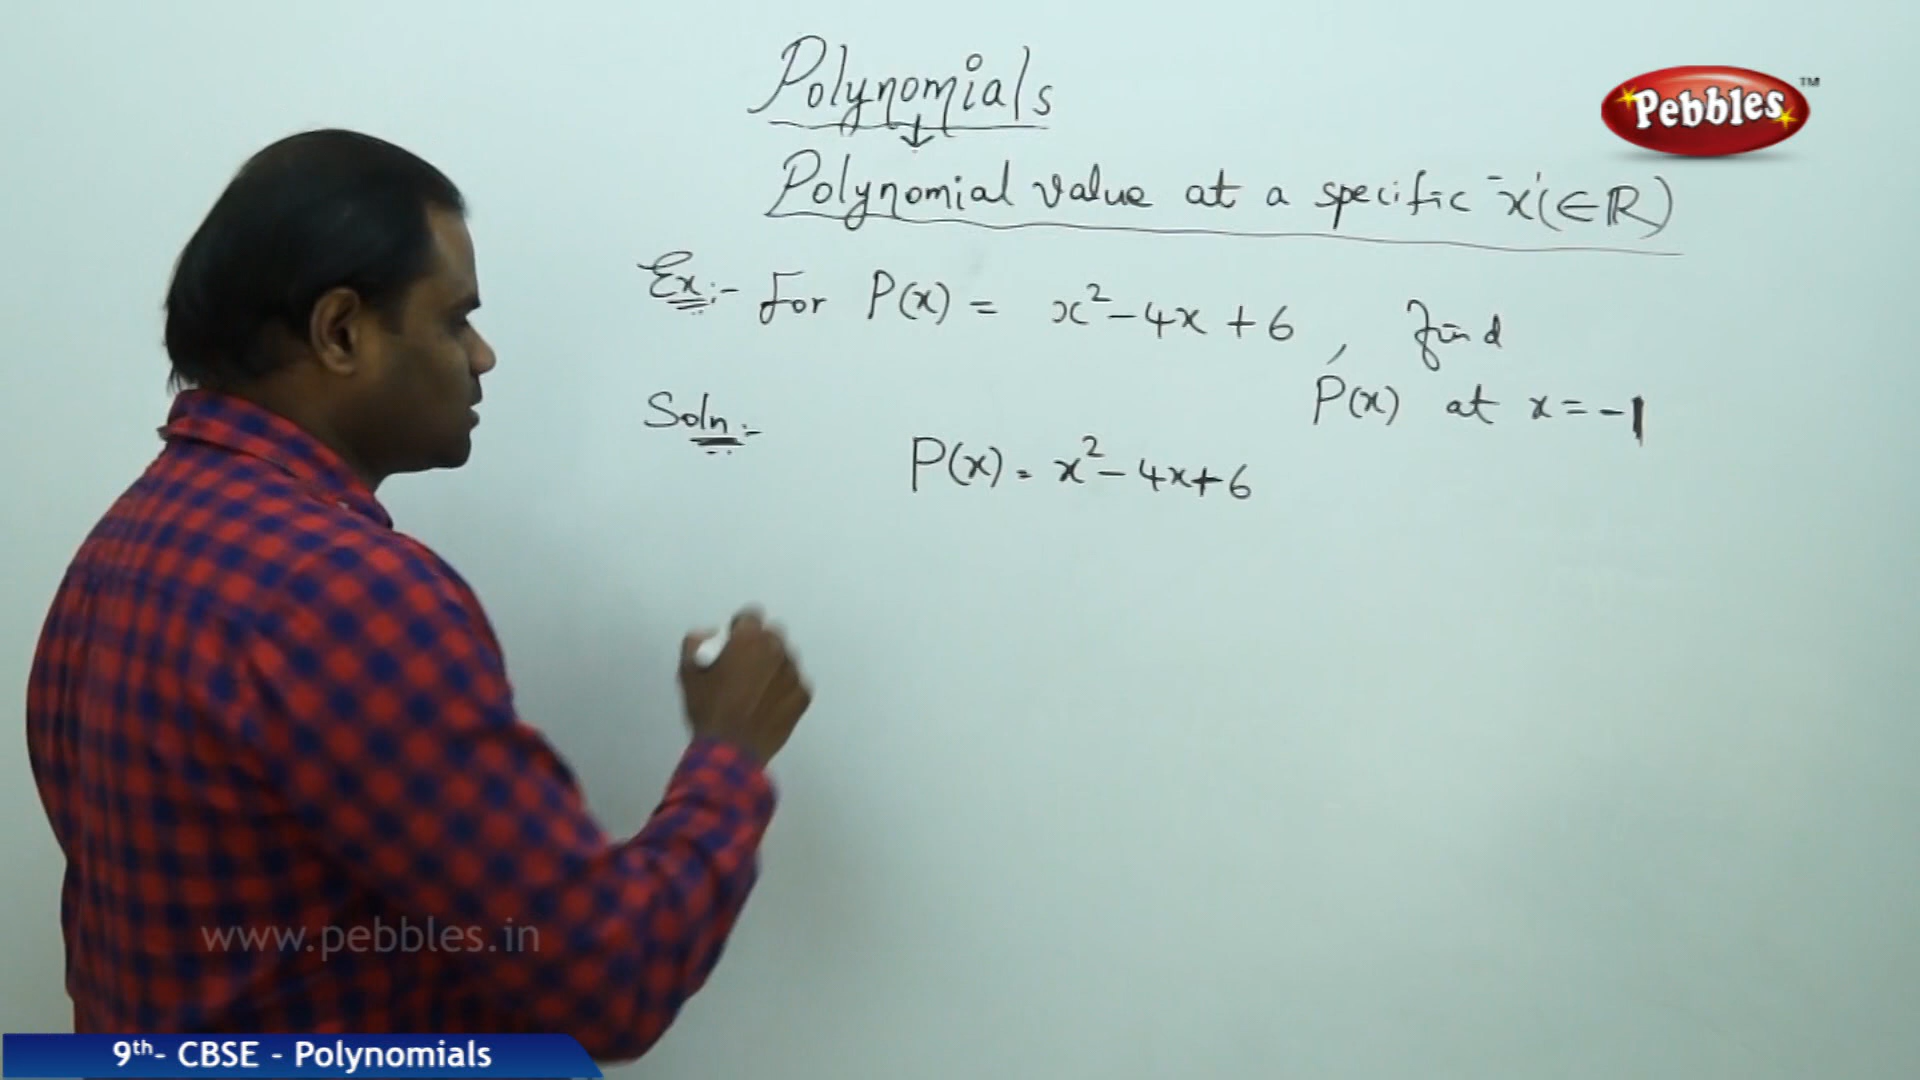 Polynomials
Pebbles™
Polynomial value at a specific 'x' (∈ℝ)
Ex:- For P(x) = x² - 4x + 6 , find
P(x) at x = -1
Soln:-
P(x) = x² - 4x + 6
www.pebbles.in
9th- CBSE - Polynomials